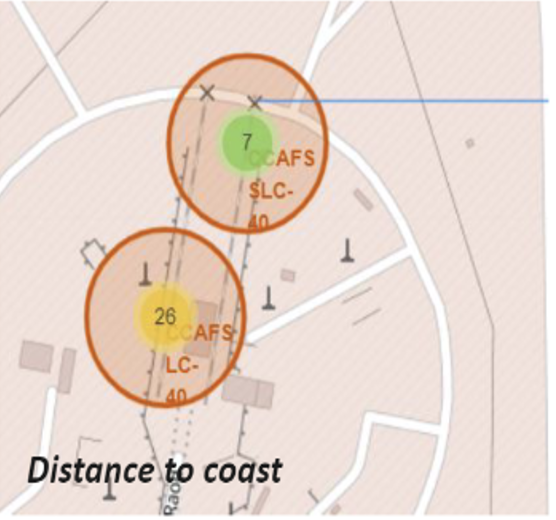 7
CCAFS
SLC-
40
26
CCAFS
LC-
40
Distance to coast